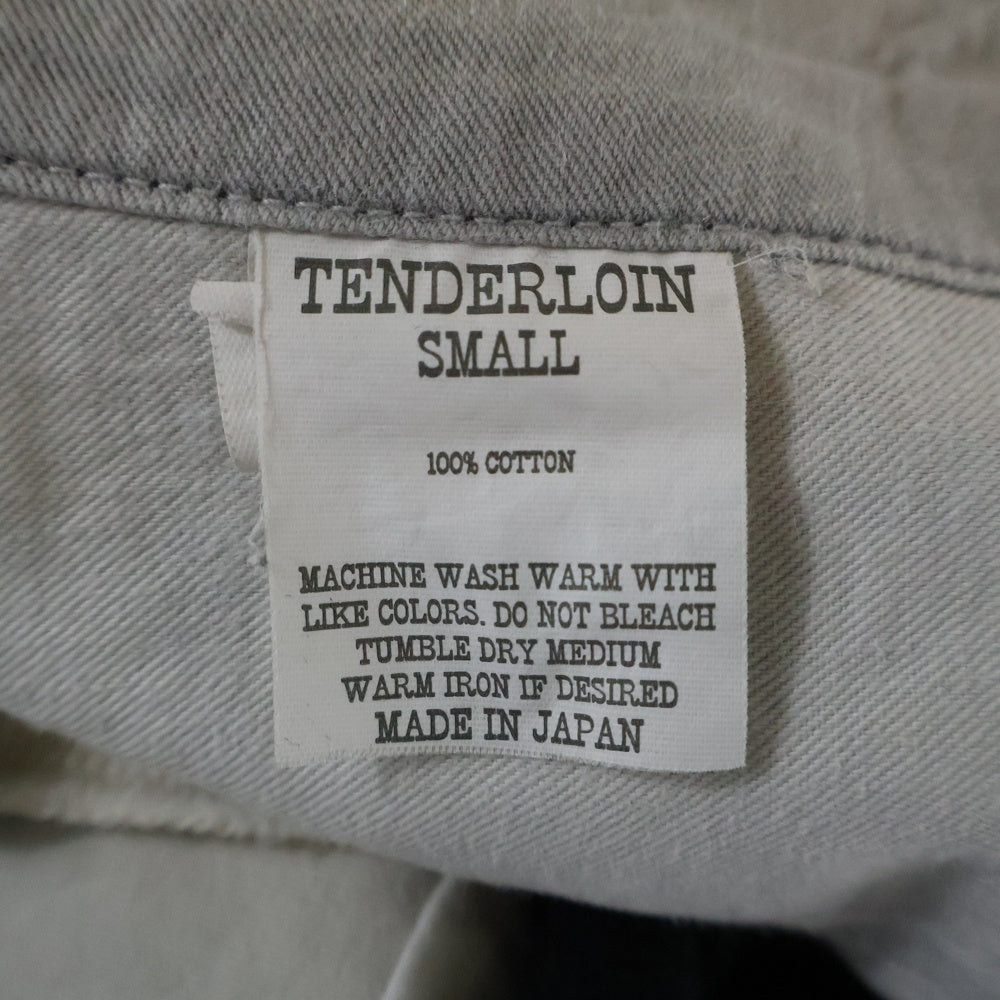 TENDERLOIN
SMALL
100% COTTON
MACHINE WASH WARM WITH
LIKE COLORS. DO NOT BLEACH
TUMBLE DRY MEDIUM
WARM IRON IF DESIRED
MADE IN JAPAN